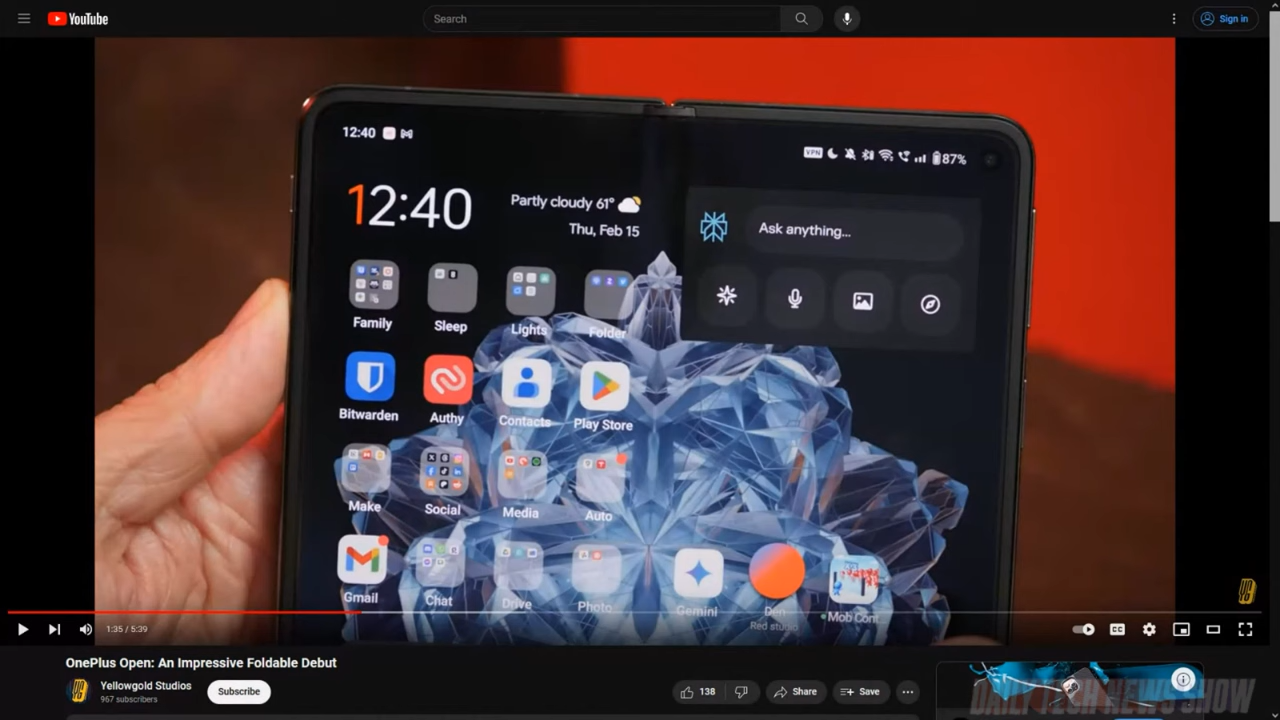 YouTube
Search
Sign in
12:40
VPN
87%
12:40
Partly cloudy 61°
Thu, Feb 15
Ask anything...
Family
Sleep
Lights
Folder
Bitwarden
Authy
Contacts
Play Store
Make
Social
Media
Auto
Gmail
Chat
Drive
Photo
Gemini
Red studio
Mob Cont...
1:35 / 5:39
CC
OnePlus Open: An Impressive Foldable Debut
Yellowgold Studios
967 subscribers
Subscribe
138
Share
Save
DAILY TECH NEWS SHOW